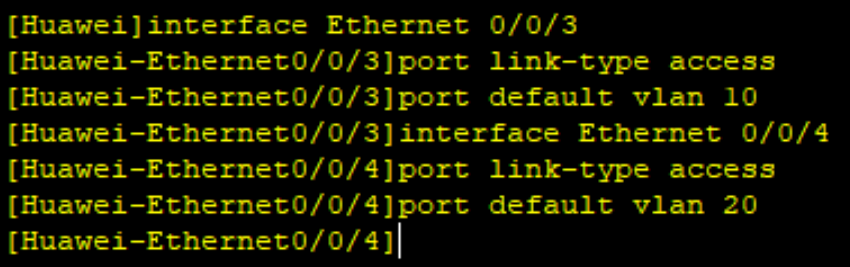 [Huawei]interface Ethernet 0/0/3
[Huawei-Ethernet0/0/3]port link-type access
[Huawei-Ethernet0/0/3]port default vlan 10
[Huawei-Ethernet0/0/3]interface Ethernet 0/0/4
[Huawei-Ethernet0/0/4]port link-type access
[Huawei-Ethernet0/0/4]port default vlan 20
[Huawei-Ethernet0/0/4]